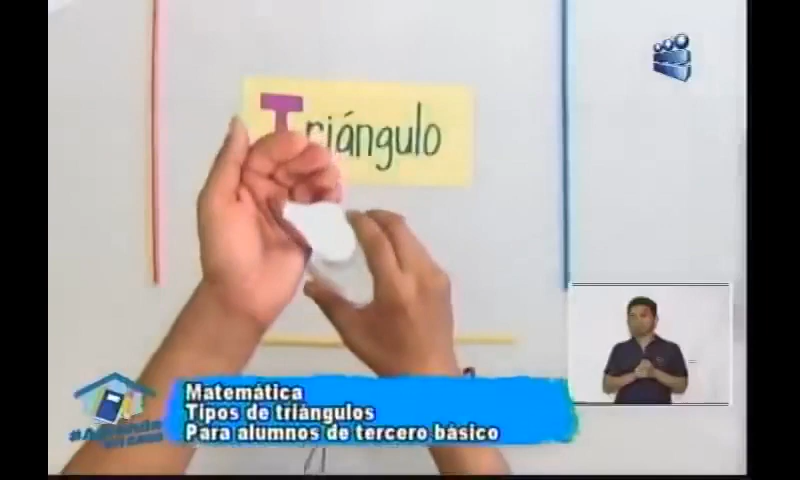 Triángulo
Matemática
Tipos de triángulos
Para alumnos de tercero básico